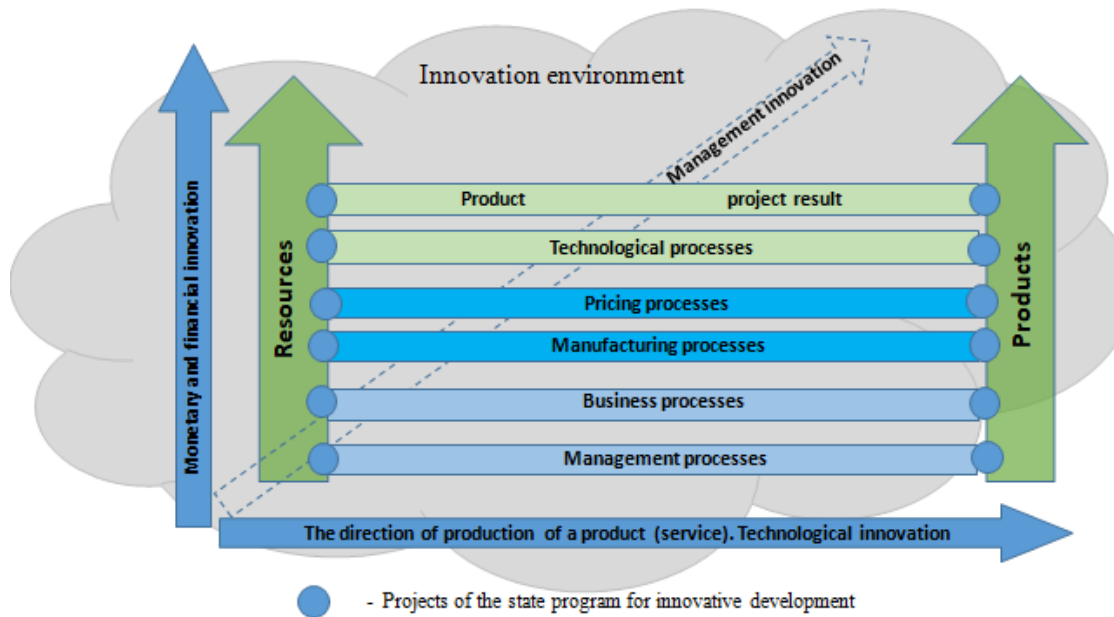 Innovation environment
Management innovation
Monetary and financial innovation
Resources
Product project result
Technological processes
Pricing processes
Manufacturing processes
Business processes
Management processes
Products
The direction of production of a product (service). Technological innovation
- Projects of the state program for innovative development